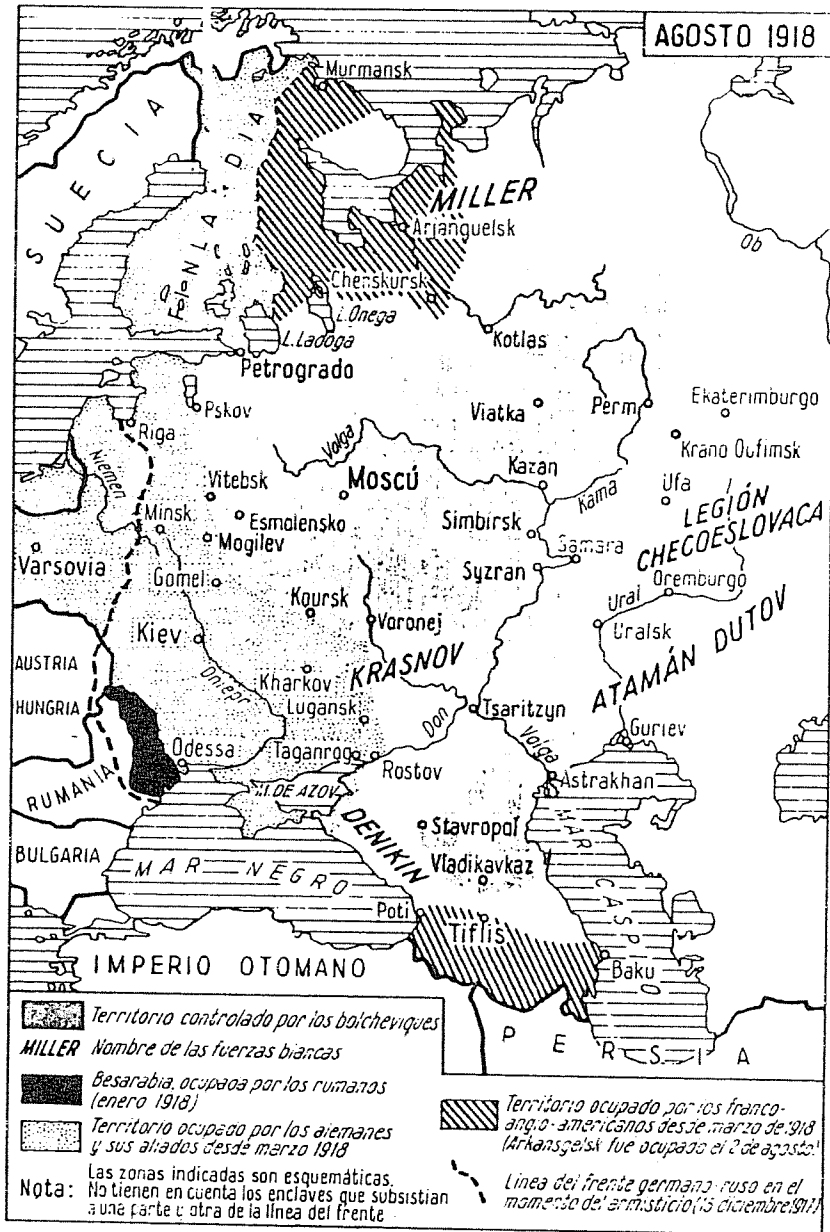 AGOSTO 1918
Murmansk
SUECIA
FINLANDIA
MILLER
Arjanguelsk
Ob
Chenskursk
L.Onega
L.Ladoga
Kotlas
Petrogrado
Pskov
Viatka
Perm
Ekaterimburgo
Riga
Krano Oufimsk
Volga
Niemen
Kazan
Vitebsk
Moscú
Kama
Ufa
Minsk
Esmolensko
Simbirsk
LEGIÓN
CHECOESLOVACA
Mogilev
Samara
Varsovia
Syzran
Gomel
Oremburgo
Koursk
Ural
Voronej
Uralsk
Kiev
AUSTRIA
HUNGRIA
KRASNOV
ATAMÁN DUTOV
Dniepr
Kharkov
Lugansk
Don
Tsaritzyn
Guriev
Odessa
Taganrog
Rostov
Volga
Astrakhan
RUMANIA
M.DE AZOV
DENIKIN
Stavropol
BULGARIA
MAR NEGRO
Vladikavkaz
MAR CASPIO
Poti
Tiflis
Baku
IMPERIO OTOMANO
PERSIA
Territorio controlado por los bolcheviques
MILLER Nombre de las fuerzas blancas
Besarabia, ocupada por los rumanos
(enero 1918)
Territorio ocupado por los alemanes
y sus aliados desde marzo 1918
Nota: Las zonas indicadas son esquemáticas.
No tienen en cuenta los enclaves que subsistían
a una parte y otra de la línea del frente
Territorio ocupado por los franco-
anglo-americanos desde marzo de 1918
(Arkansgelsk fue ocupado el 2 de agosto)
Línea del frente germano-ruso en el
momento del armisticio (15 diciembre 1917)